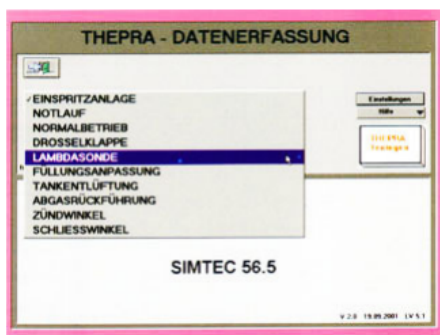 THEPRA - DATENERFASSUNG
✓EINSPRITZANLAGE
NOTLAUF
NORMALBETRIEB
DROSSELKLAPPE
LAMBDASONDE
FÜLLUNGSANPASSUNG
TANKENTLÜFTUNG
ABGASRÜCKFÜHRUNG
ZÜNDWINKEL
SCHLIESSWINKEL
Einstellungen
Hilfe
SIMTEC 56.5
V 2.0 19.09.2001 LV 5.1